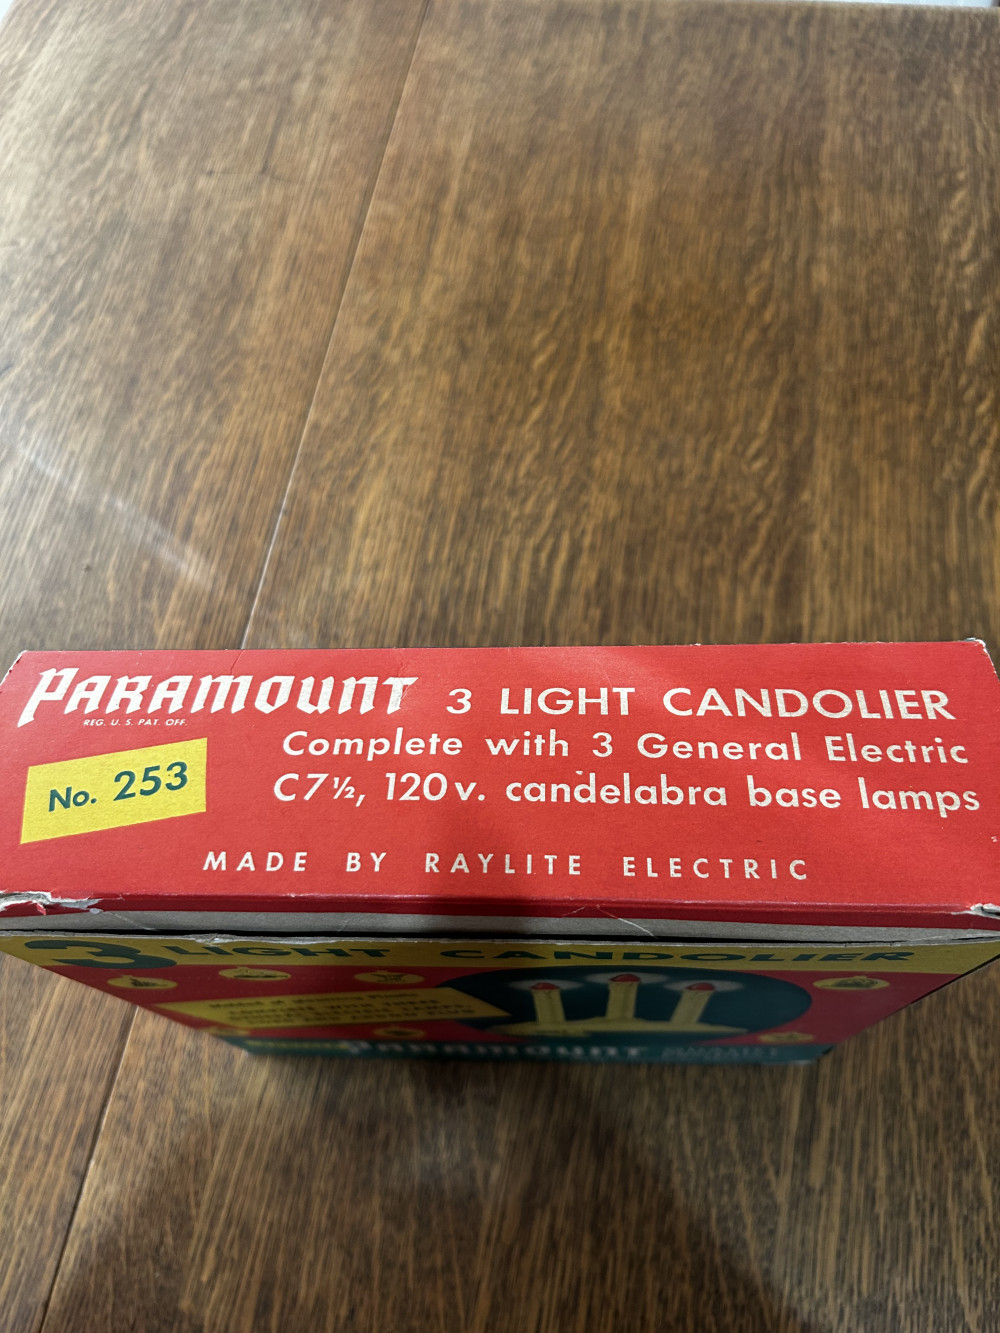 PARAMOUNT 3 LIGHT CANDOLIER
REG. U. S. PAT. OFF.
Complete with 3 General Electric
No. 253
C7½, 120v. candelabra base lamps
MADE BY RAYLITE ELECTRIC
3 LIGHT CANDOLIER
PARAMOUNT